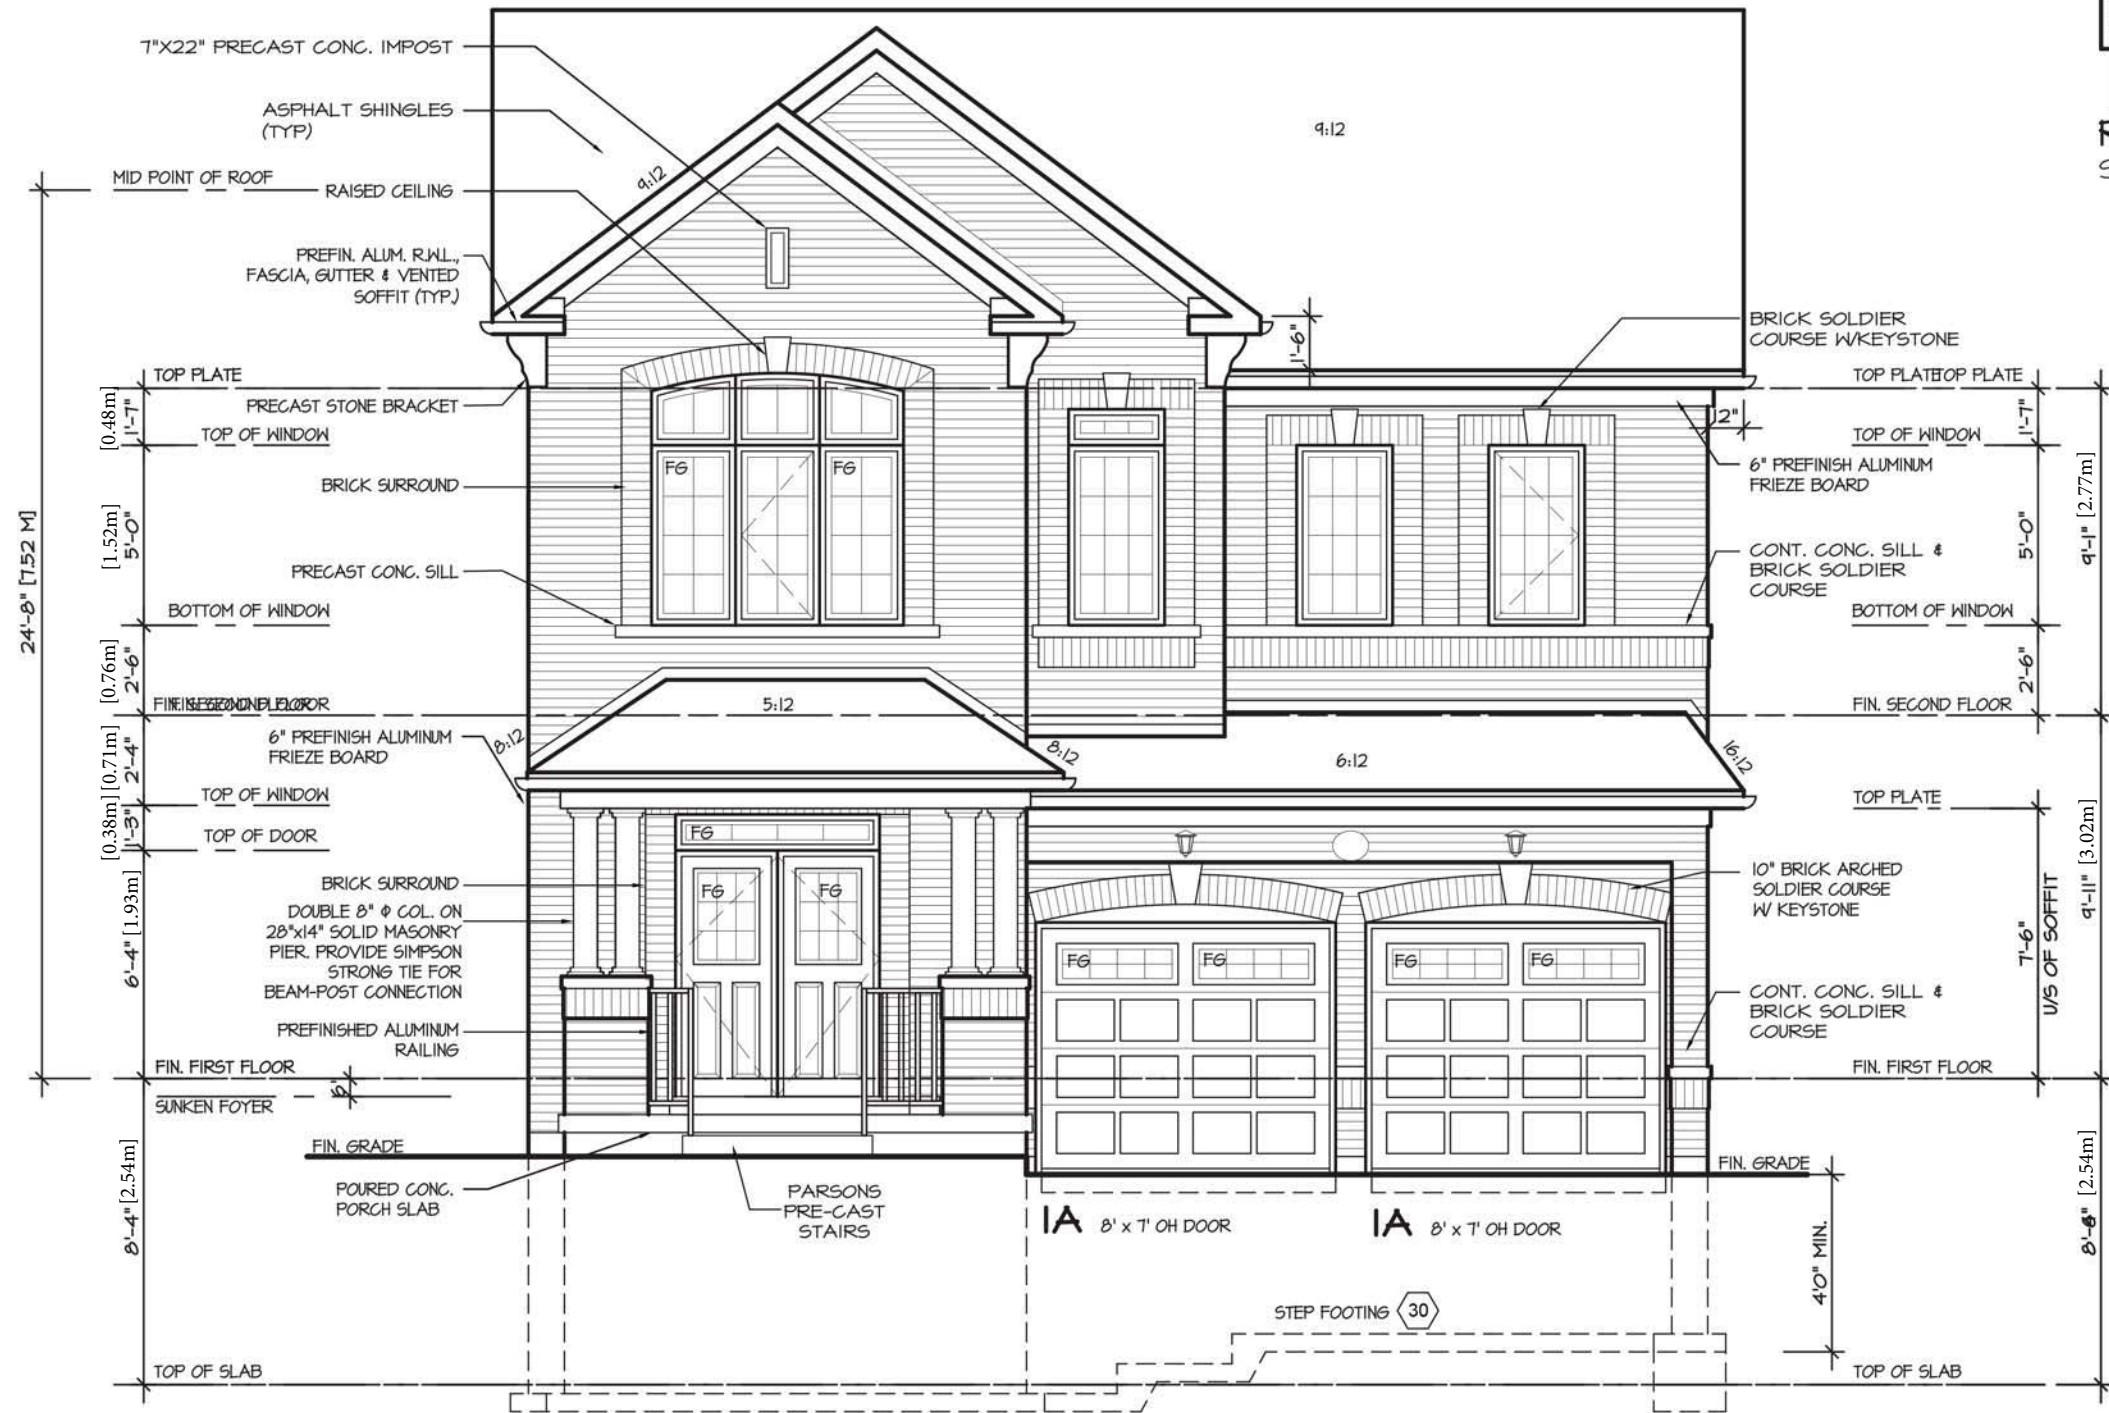 7"X22" PRECAST CONC. IMPOST
ASPHALT SHINGLES
(TYP)
MID POINT OF ROOF
RAISED CEILING
PREFIN. ALUM. R.W.L.,
FASCIA, GUTTER & VENTED
SOFFIT (TYP.)
TOP PLATE
PRECAST STONE BRACKET
TOP OF WINDOW
BRICK SURROUND
PRECAST CONC. SILL
BOTTOM OF WINDOW
FIN. SECOND FLOOR
6" PREFINISH ALUMINUM
FRIEZE BOARD
TOP OF WINDOW
TOP OF DOOR
BRICK SURROUND
DOUBLE 8" Φ COL. ON
28"x14" SOLID MASONRY
PIER. PROVIDE SIMPSON
STRONG TIE FOR
BEAM-POST CONNECTION
PREFINISHED ALUMINUM
RAILING
FIN. FIRST FLOOR
SUNKEN FOYER
6"
FIN. GRADE
POURED CONC.
PORCH SLAB
PARSONS
PRE-CAST
STAIRS
TOP OF SLAB
24'-8" [7.52 M]
1'-7" [0.48m]
5'-0" [1.52m]
2'-6" [0.76m]
2'-4" [0.71m]
1'-3" [0.38m]
6'-4" [1.93m]
8'-4" [2.54m]
9:12
9:12
1'-6"
FG
FG
5:12
8:12
8:12
6:12
16:12
FG
FG
FG
FG
FG
FG
FG
1A 8' x 7' OH DOOR
1A 8' x 7' OH DOOR
STEP FOOTING 30
BRICK SOLDIER
COURSE W/KEYSTONE
TOP PLATE TOP PLATE
12"
TOP OF WINDOW
6" PREFINISH ALUMINUM
FRIEZE BOARD
CONT. CONC. SILL &
BRICK SOLDIER
COURSE
BOTTOM OF WINDOW
FIN. SECOND FLOOR
TOP PLATE
10" BRICK ARCHED
SOLDIER COURSE
W/ KEYSTONE
CONT. CONC. SILL &
BRICK SOLDIER
COURSE
FIN. FIRST FLOOR
FIN. GRADE
TOP OF SLAB
1'-7"
5'-0"
2'-6"
7'-6"
U/S OF SOFFIT
4'0" MIN.
9'-1" [2.77m]
9'-11" [3.02m]
[2.54m]